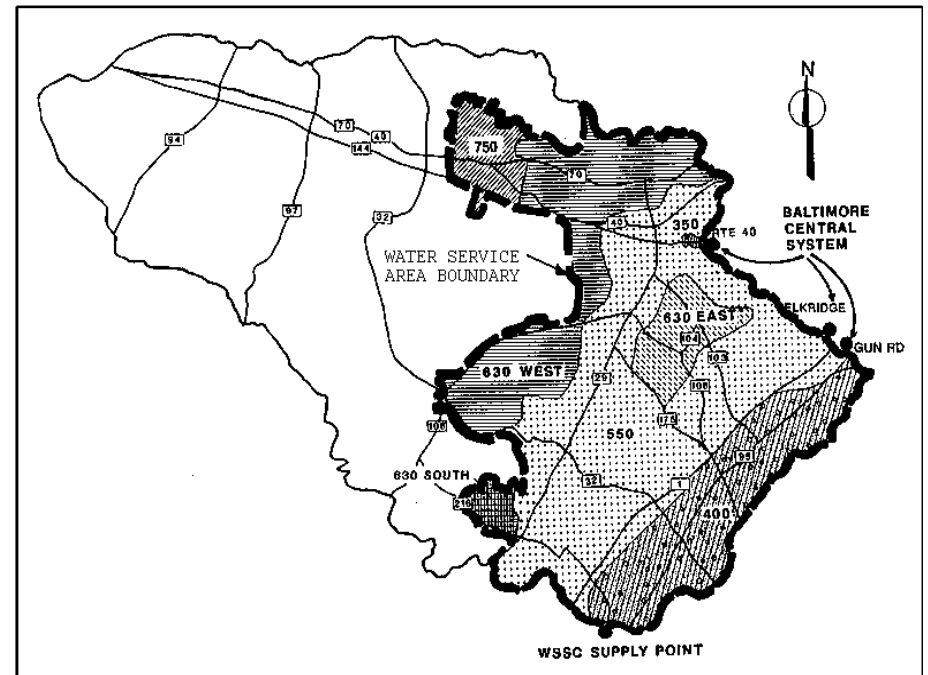 N
94
70
40
144
750
70
97
32
40
350
RTE 40
BALTIMORE
CENTRAL
SYSTEM
WATER SERVICE
AREA BOUNDARY
ELKRIDGE
630 EAST
104
GUN RD
103
630 WEST
29
108
108
175
550
95
630 SOUTH
32
1
216
400
WSSC SUPPLY POINT